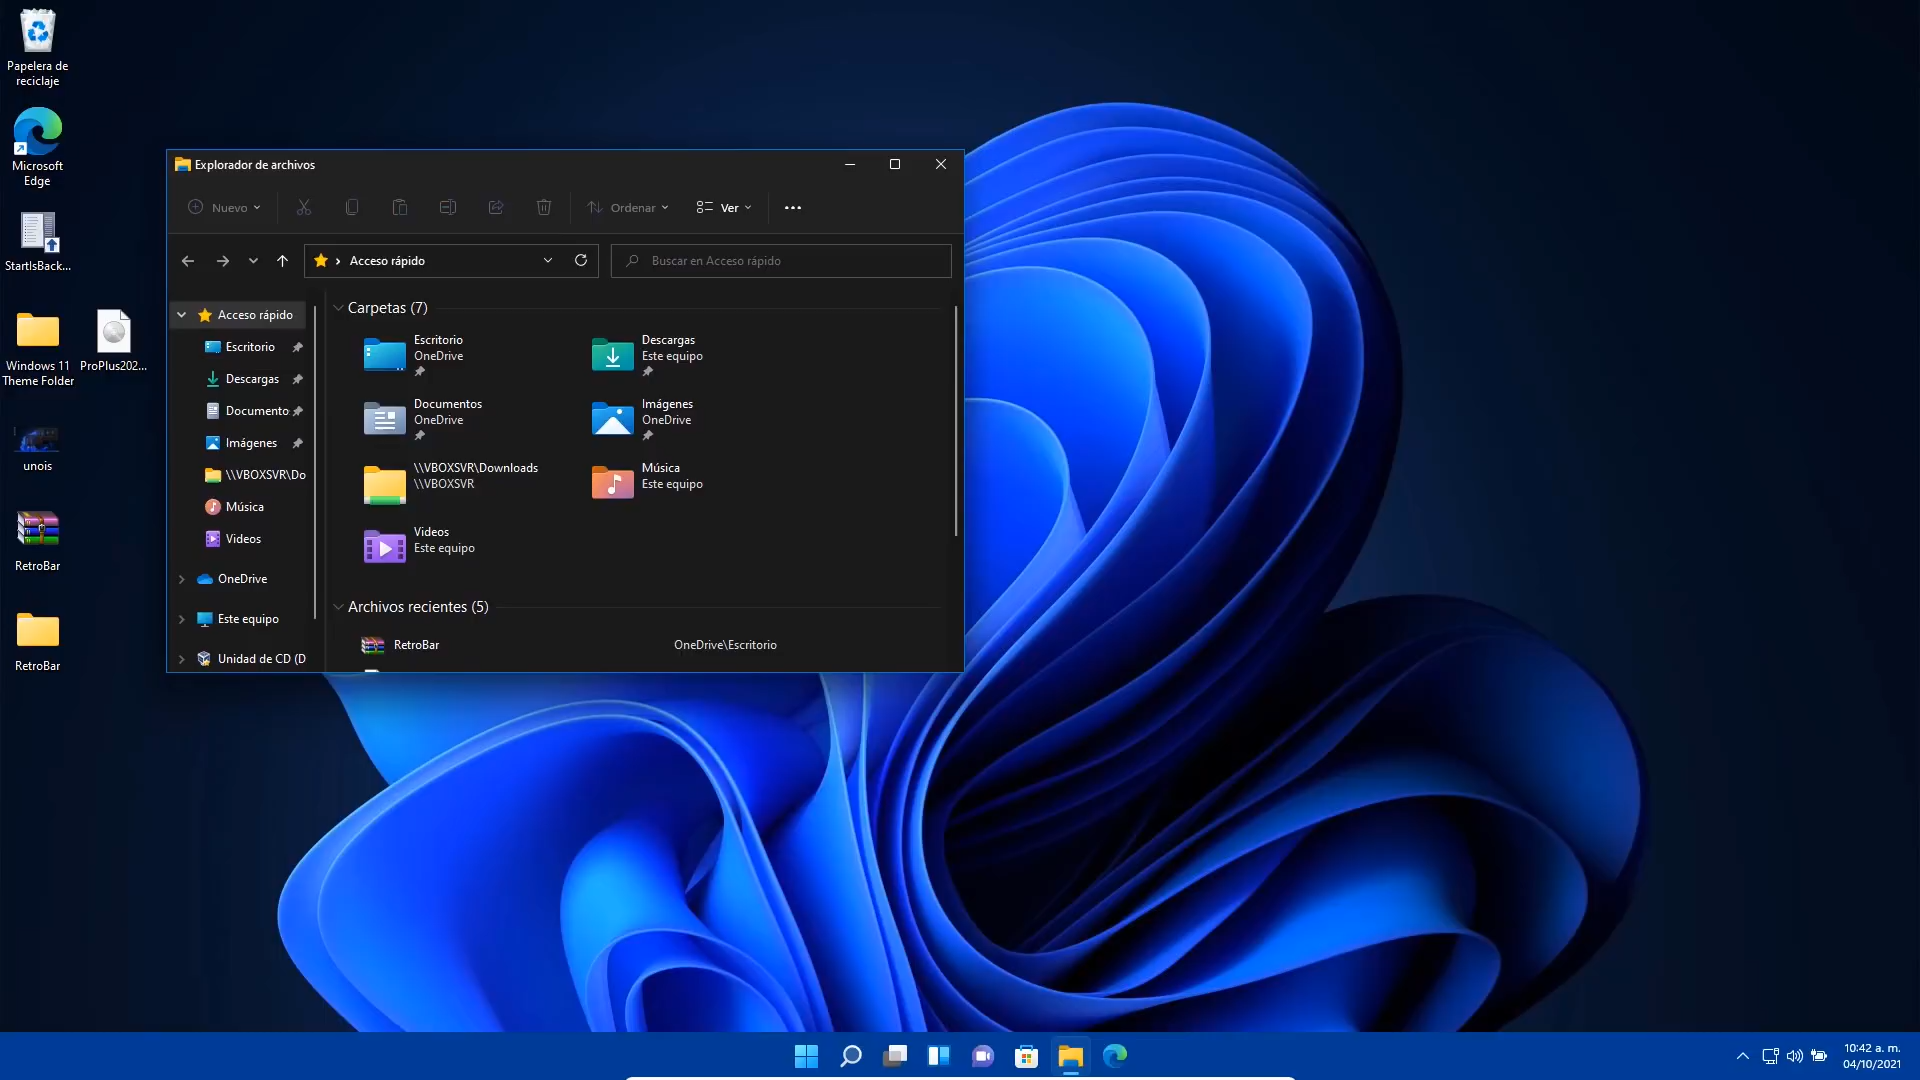 Papelera de
reciclaje
Microsoft
Edge
StartIsBack...
Windows 11
Theme Folder
ProPlus202...
unois
RetroBar
RetroBar
Explorador de archivos
Nuevo
Ordenar
Ver
Acceso rápido
Buscar en Acceso rápido
Acceso rápido
Escritorio
Descargas
Documento
Imágenes
\\VBOXSVR\Do
Música
Videos
OneDrive
Este equipo
Unidad de CD (D
Carpetas (7)
Escritorio
OneDrive
Descargas
Este equipo
Documentos
OneDrive
Imágenes
OneDrive
\\VBOXSVR\Downloads
\\VBOXSVR
Música
Este equipo
Videos
Este equipo
Archivos recientes (5)
RetroBar
OneDrive\Escritorio
10:42 a. m.
04/10/2021